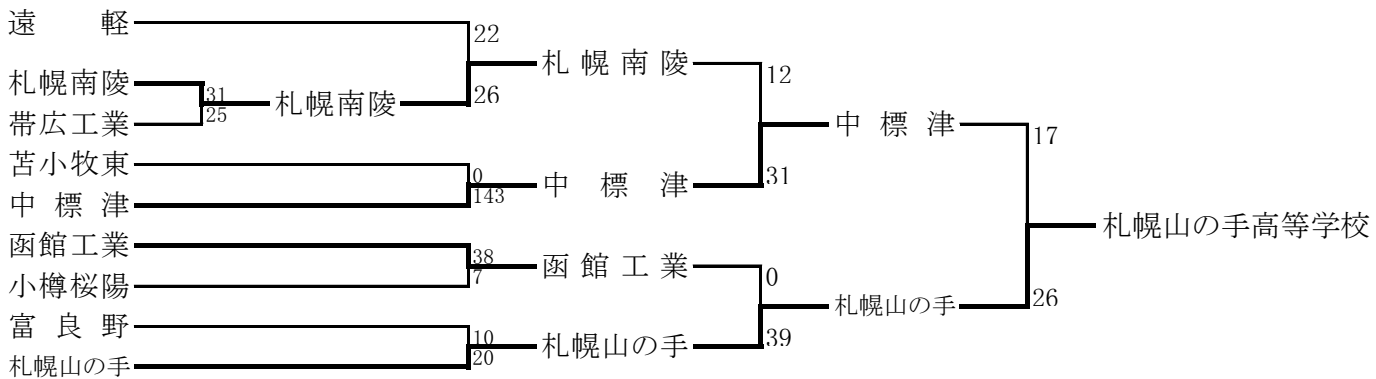 遠軽
22
札幌南陵
12
札幌南陵
31
札幌南陵
26
帯広工業
25
中標津
17
苫小牧東
0
中標津
31
中標津
143
札幌山の手高等学校
函館工業
38
函館工業
0
小樽桜陽
7
札幌山の手
26
富良野
10
札幌山の手
39
札幌山の手
20